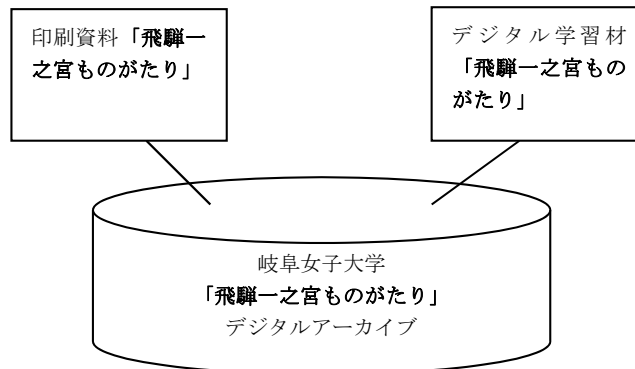 印刷資料「飛騨一
之宮ものがたり」
デジタル学習材
「飛騨一之宮もの
がたり」
岐阜女子大学
「飛騨一之宮ものがたり」
デジタルアーカイブ